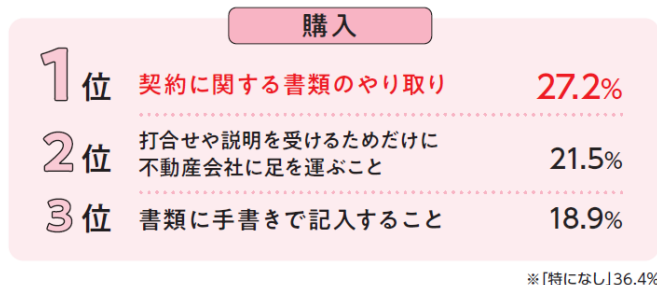 購入
1位 契約に関する書類のやり取り 27.2%
2位 打合せや説明を受けるためだけに
不動産会社に足を運ぶこと 21.5%
3位 書類に手書きで記入すること 18.9%
※「特になし」36.4%